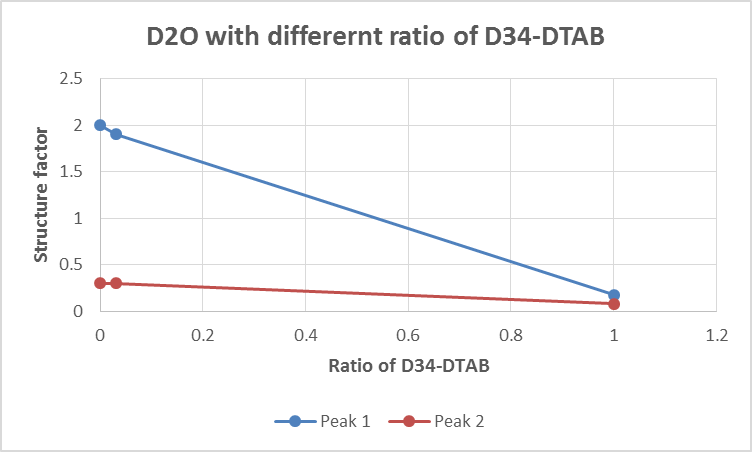 D2O with differernt ratio of D34-DTAB
2.5
2
1.5
1
0.5
0
Structure factor
0 0.2 0.4 0.6 0.8 1 1.2
Ratio of D34-DTAB
Peak 1 Peak 2